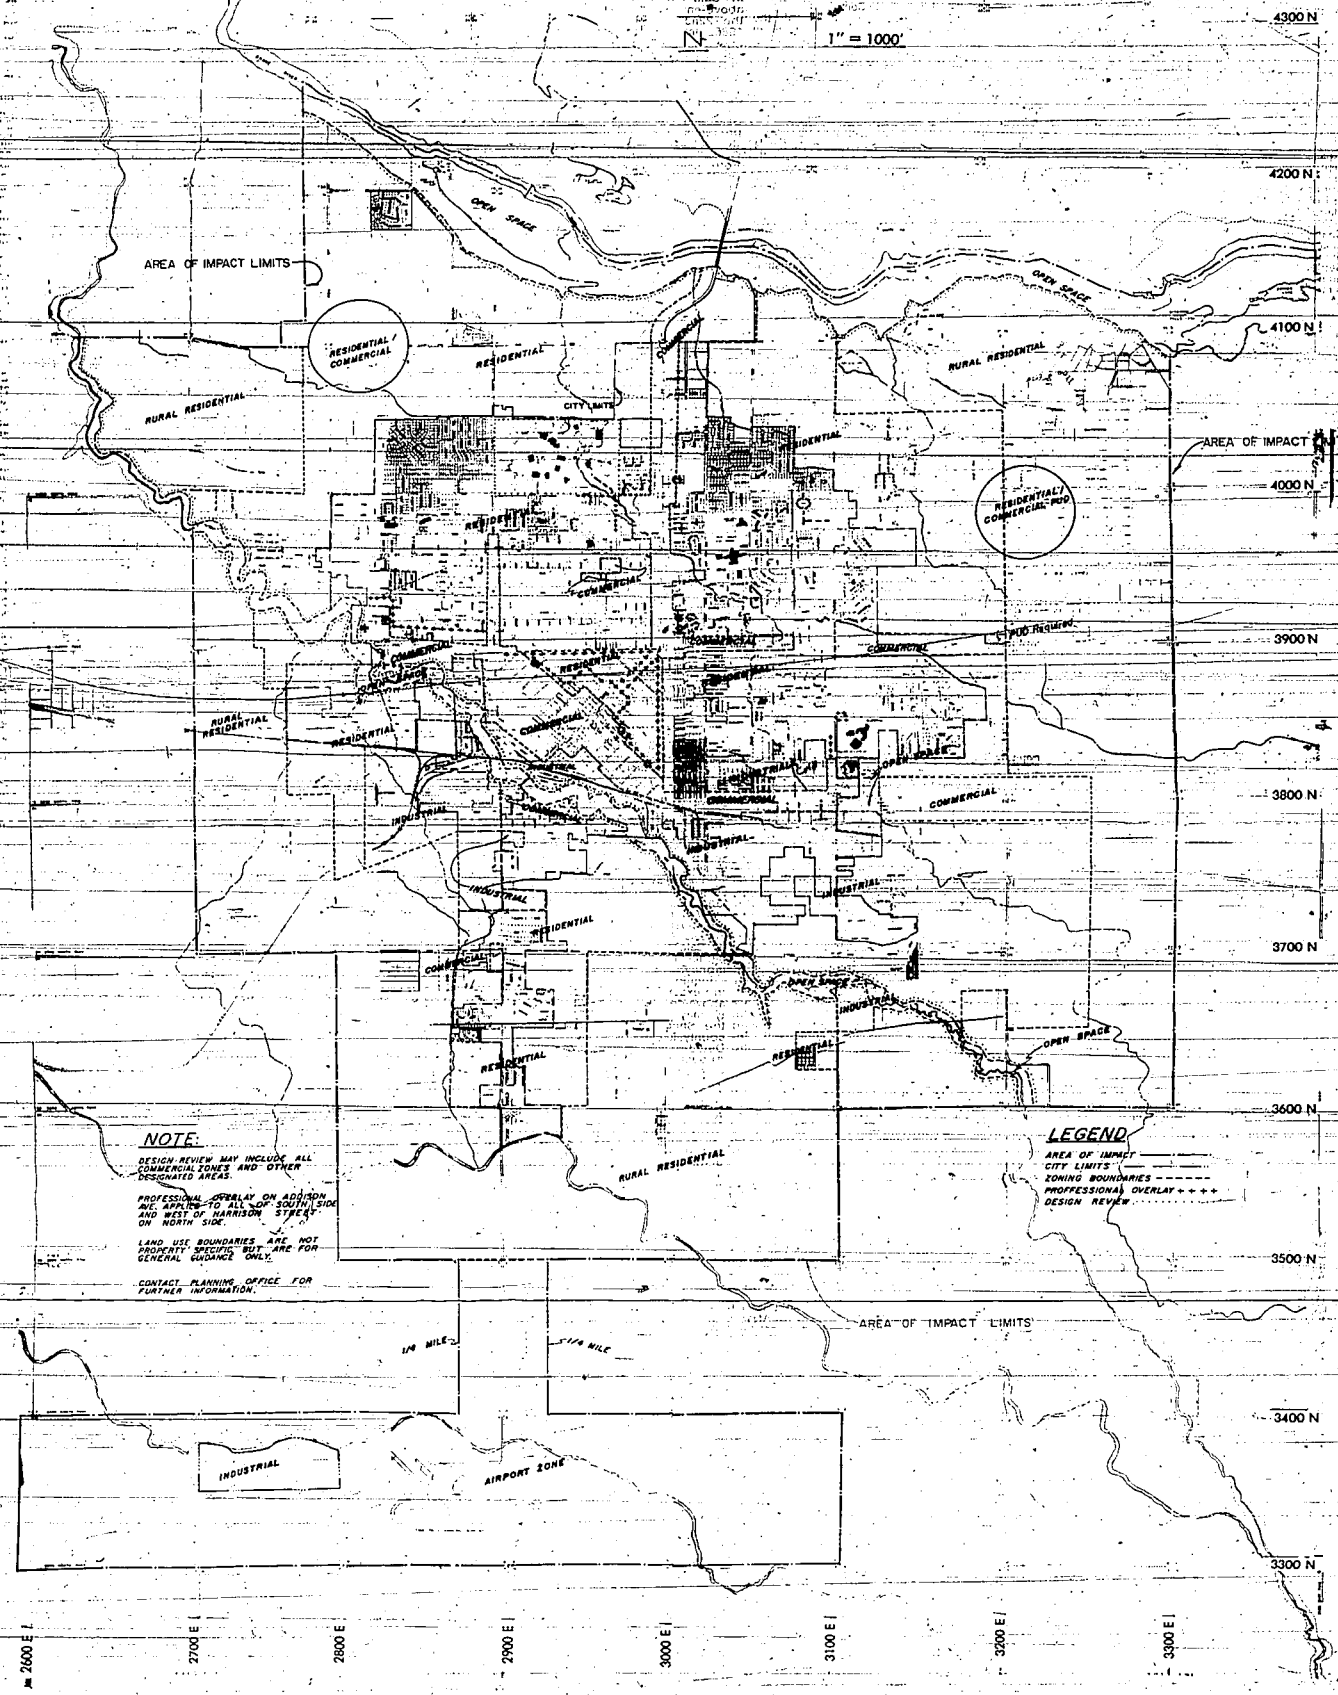 4300 N
1" = 1000'
4200 N
OPEN SPACE
AREA OF IMPACT LIMITS
OPEN SPACE
4100 N
RESIDENTIAL /
COMMERCIAL
RESIDENTIAL
COMMERCIAL
RURAL RESIDENTIAL
RURAL RESIDENTIAL
CITY LIMITS
RESIDENTIAL
AREA OF IMPACT
4000 N
RESIDENTIAL /
COMMERCIAL-PUD
RESIDENTIAL
COMMERCIAL
PUD Required
3900 N
COMMERCIAL
COMMERCIAL
COMMERCIAL
RESIDENTIAL
RESIDENTIAL
OPEN SPACE
RURAL
RESIDENTIAL
RESIDENTIAL
COMMERCIAL
OPEN SPACE
INDUSTRIAL
INDUSTRIAL
COMMERCIAL
3800 N
COMMERCIAL
COMMERCIAL
INDUSTRIAL
INDUSTRIAL
INDUSTRIAL
INDUSTRIAL
RESIDENTIAL
3700 N
COMMERCIAL
OPEN SPACE
INDUSTRIAL
OPEN SPACE
RESIDENTIAL
RESIDENTIAL
3600 N
NOTE:
DESIGN REVIEW MAY INCLUDE ALL
COMMERCIAL ZONES AND OTHER
DESIGNATED AREAS.
PROFESSIONAL OVERLAY ON ADDISON
AVE. APPLIES TO ALL OF SOUTH SIDE
AND WEST OF HARRISON STREET
ON NORTH SIDE.
LAND USE BOUNDARIES ARE NOT
PROPERTY SPECIFIC BUT ARE FOR
GENERAL GUIDANCE ONLY.
CONTACT PLANNING OFFICE FOR
FURTHER INFORMATION.
RURAL RESIDENTIAL
LEGEND
AREA OF IMPACT
CITY LIMITS
ZONING BOUNDARIES
PROFFESSIONAL OVERLAY ++++
DESIGN REVIEW
3500 N
AREA OF IMPACT LIMITS
1/4 MILE
1/4 MILE
3400 N
INDUSTRIAL
AIRPORT ZONE
3300 N
2600 E
2700 E
2800 E
2900 E
3000 E
3100 E
3200 E
3300 E